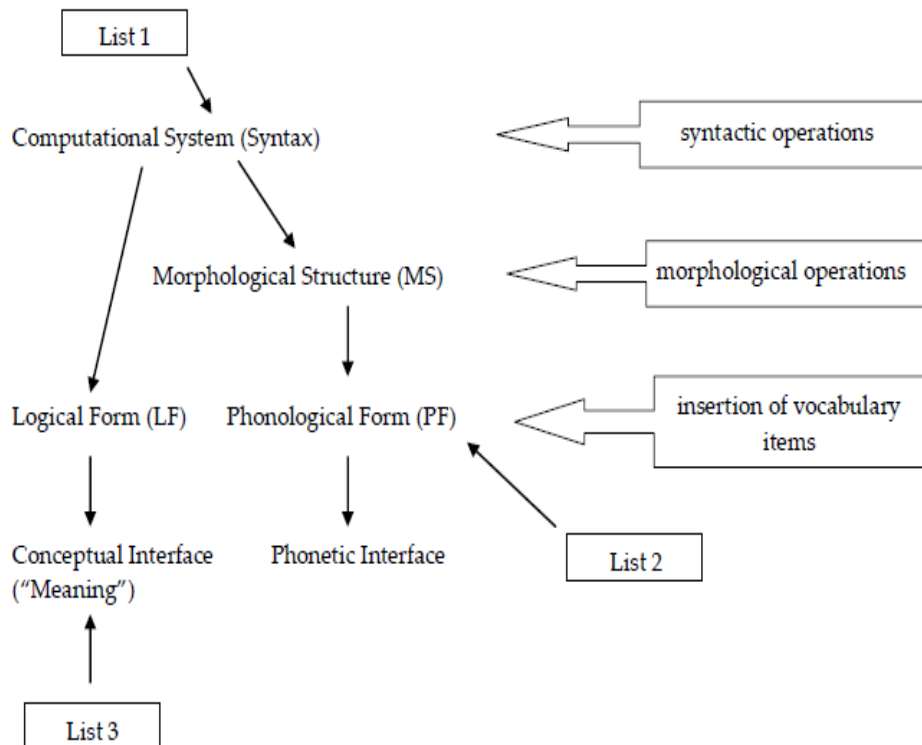 List 1
Computational System (Syntax)
syntactic operations
Morphological Structure (MS)
morphological operations
Logical Form (LF)
Phonological Form (PF)
insertion of vocabulary
items
Conceptual Interface
(“Meaning”)
Phonetic Interface
List 2
List 3